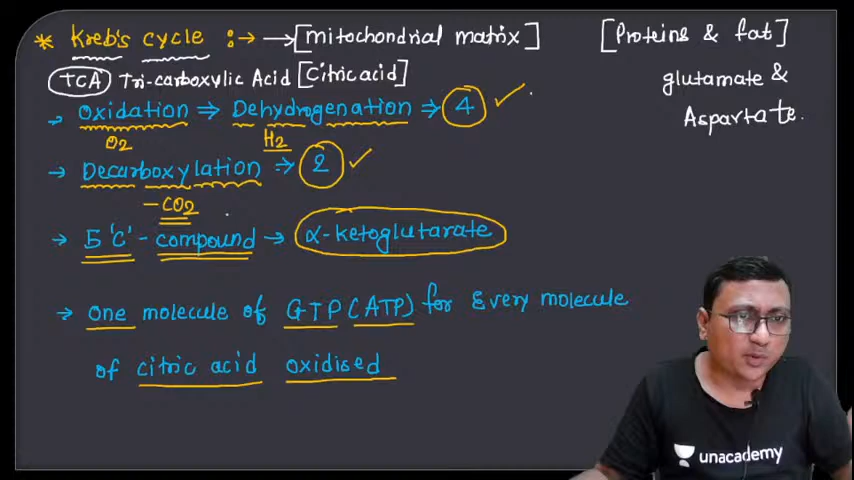 * Kreb's cycle :→ → [mitochondrial matrix]
[Proteins & fat]
TCA Tri-carboxylic Acid [Citric acid]
glutamate &
Aspartate.
→ Oxidation ⇒ Dehydrogenation ⇒ 4 ✓
O2 H2
→ Decarboxylation ⇒ 2 ✓
- CO2
→ 5'C'- compound → α-ketoglutarate
→ One molecule of GTP(ATP) for Every molecule
of citric acid oxidised
unacademy